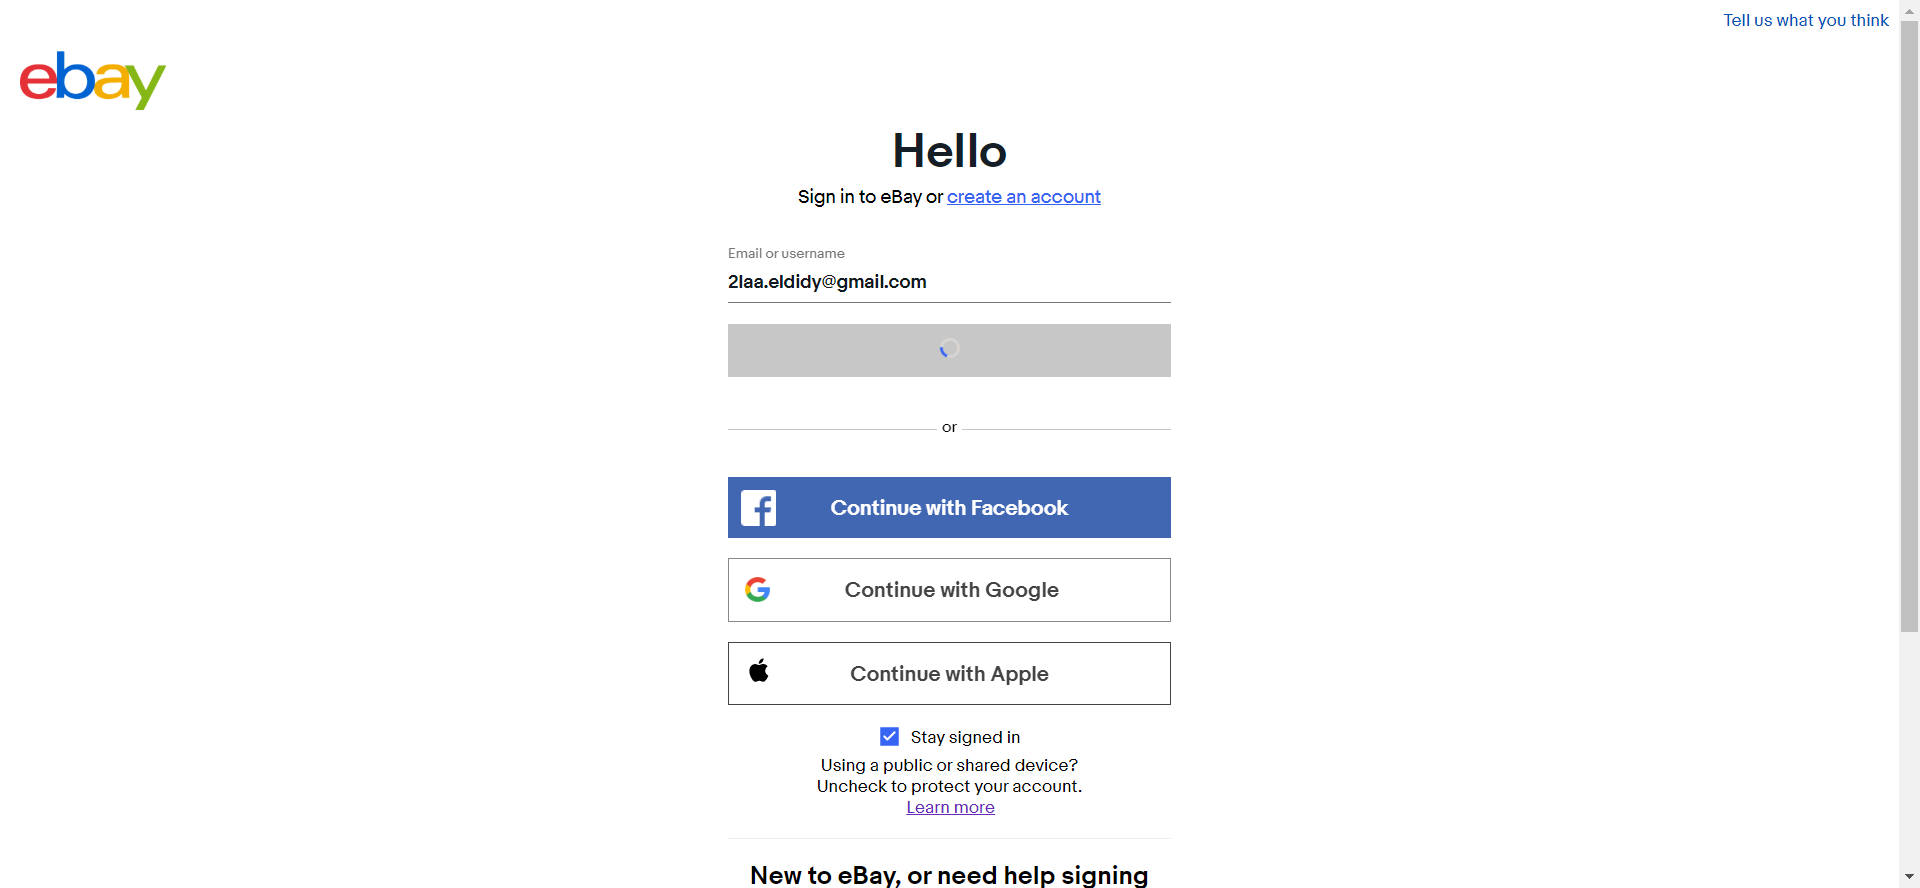 Tell us what you think
ebay
Hello
Sign in to eBay or create an account
Email or username
2laa.eldidy@gmail.com
or
Continue with Facebook
Continue with Google
Continue with Apple
Stay signed in
Using a public or shared device?
Uncheck to protect your account.
Learn more
New to eBay, or need help signing